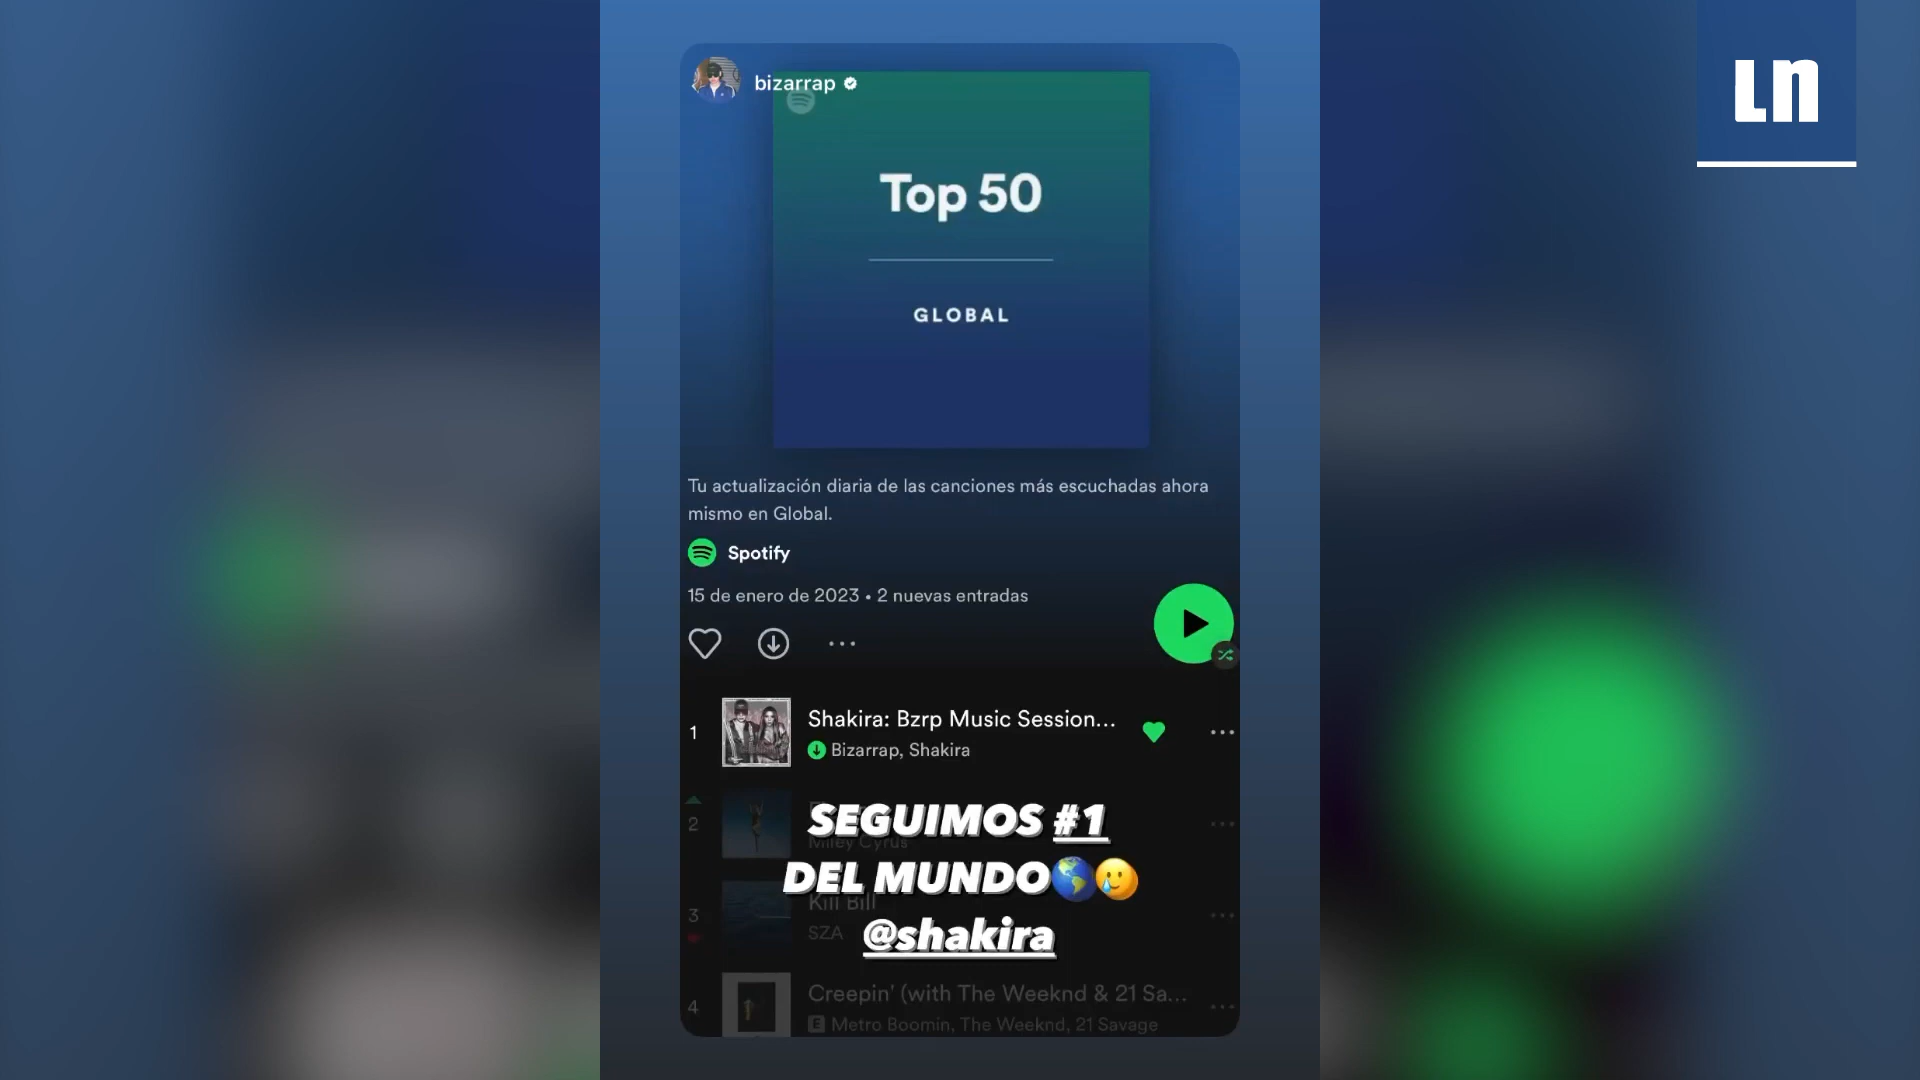 bizarrap
LN
Top 50
GLOBAL
Tu actualización diaria de las canciones más escuchadas ahora
mismo en Global.
Spotify
15 de enero de 2023 • 2 nuevas entradas
1
Shakira: Bzrp Music Session...
Bizarrap, Shakira
SEGUIMOS #1
2
Miley Cyrus
DEL MUNDO🌎🥲
Kill Bill
3
SZA
@shakira
Creepin' (with The Weeknd & 21 Sa...
4
E Metro Boomin, The Weeknd, 21 Savage